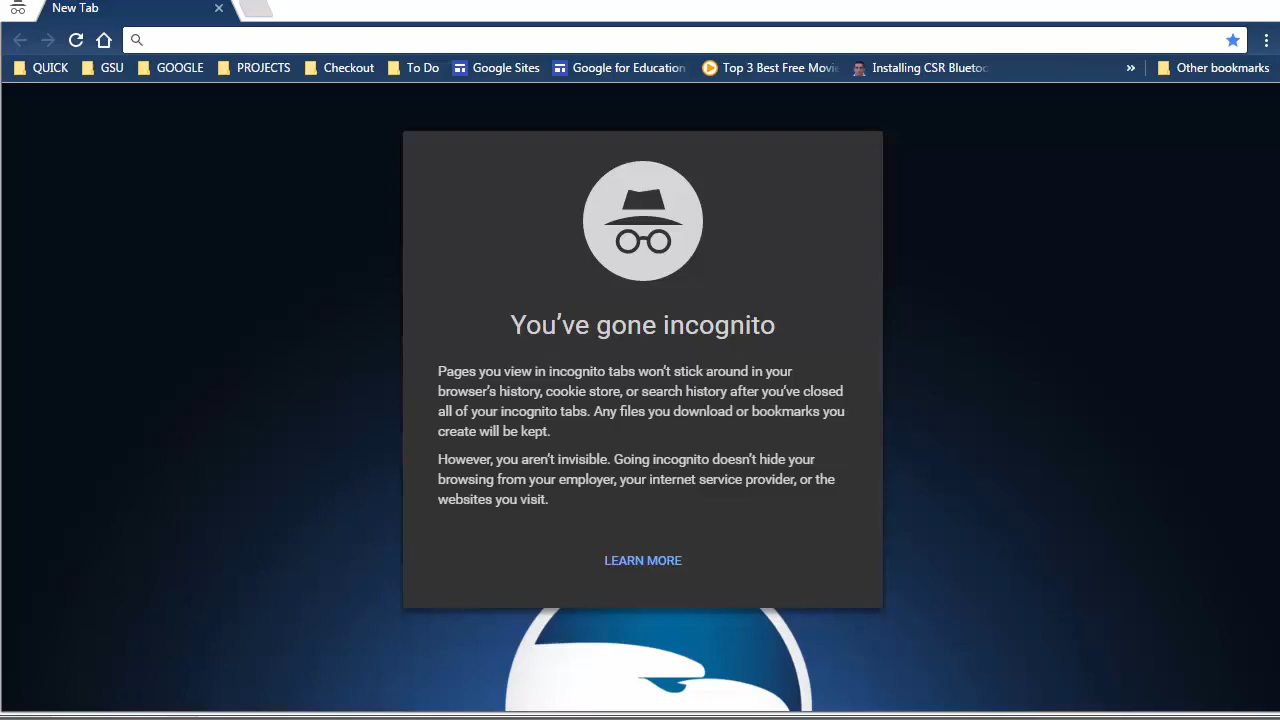 New Tab
QUICK GSU GOOGLE PROJECTS Checkout To Do Google Sites Google for Education Top 3 Best Free Movi Installing CSR Bluetoo » Other bookmarks
You’ve gone incognito
Pages you view in incognito tabs won’t stick around in your
browser’s history, cookie store, or search history after you’ve closed
all of your incognito tabs. Any files you download or bookmarks you
create will be kept.
However, you aren’t invisible. Going incognito doesn’t hide your
browsing from your employer, your internet service provider, or the
websites you visit.
LEARN MORE